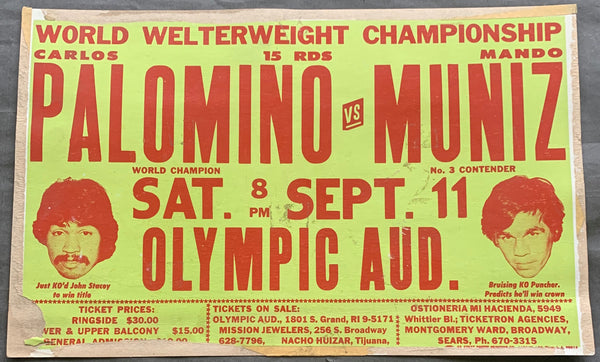 WORLD WELTERWEIGHT CHAMPIONSHIP
CARLOS 15 RDS MANDO
PALOMINO VS MUNIZ
WORLD CHAMPION No. 3 CONTENDER
SAT. 8 PM SEPT. 11
OLYMPIC AUD.
Just KO'd John Stacey
to win title
Bruising KO Puncher.
Predicts he'll win crown
TICKET PRICES:
RINGSIDE $30.00
WER & UPPER BALCONY $15.00
GENERAL ADMISSION
TICKETS ON SALE:
OLYMPIC AUD., 1801 S. Grand, RI 9-5171
MISSION JEWELERS, 256 S. Broadway
628-7796, NACHO HUIZAR, Tijuana,
OSTIONERIA MI HACIENDA, 5949
Whittier Bl., TICKETRON AGENCIES,
MONTGOMERY WARD, BROADWAY,
SEARS, Ph. 670-3315